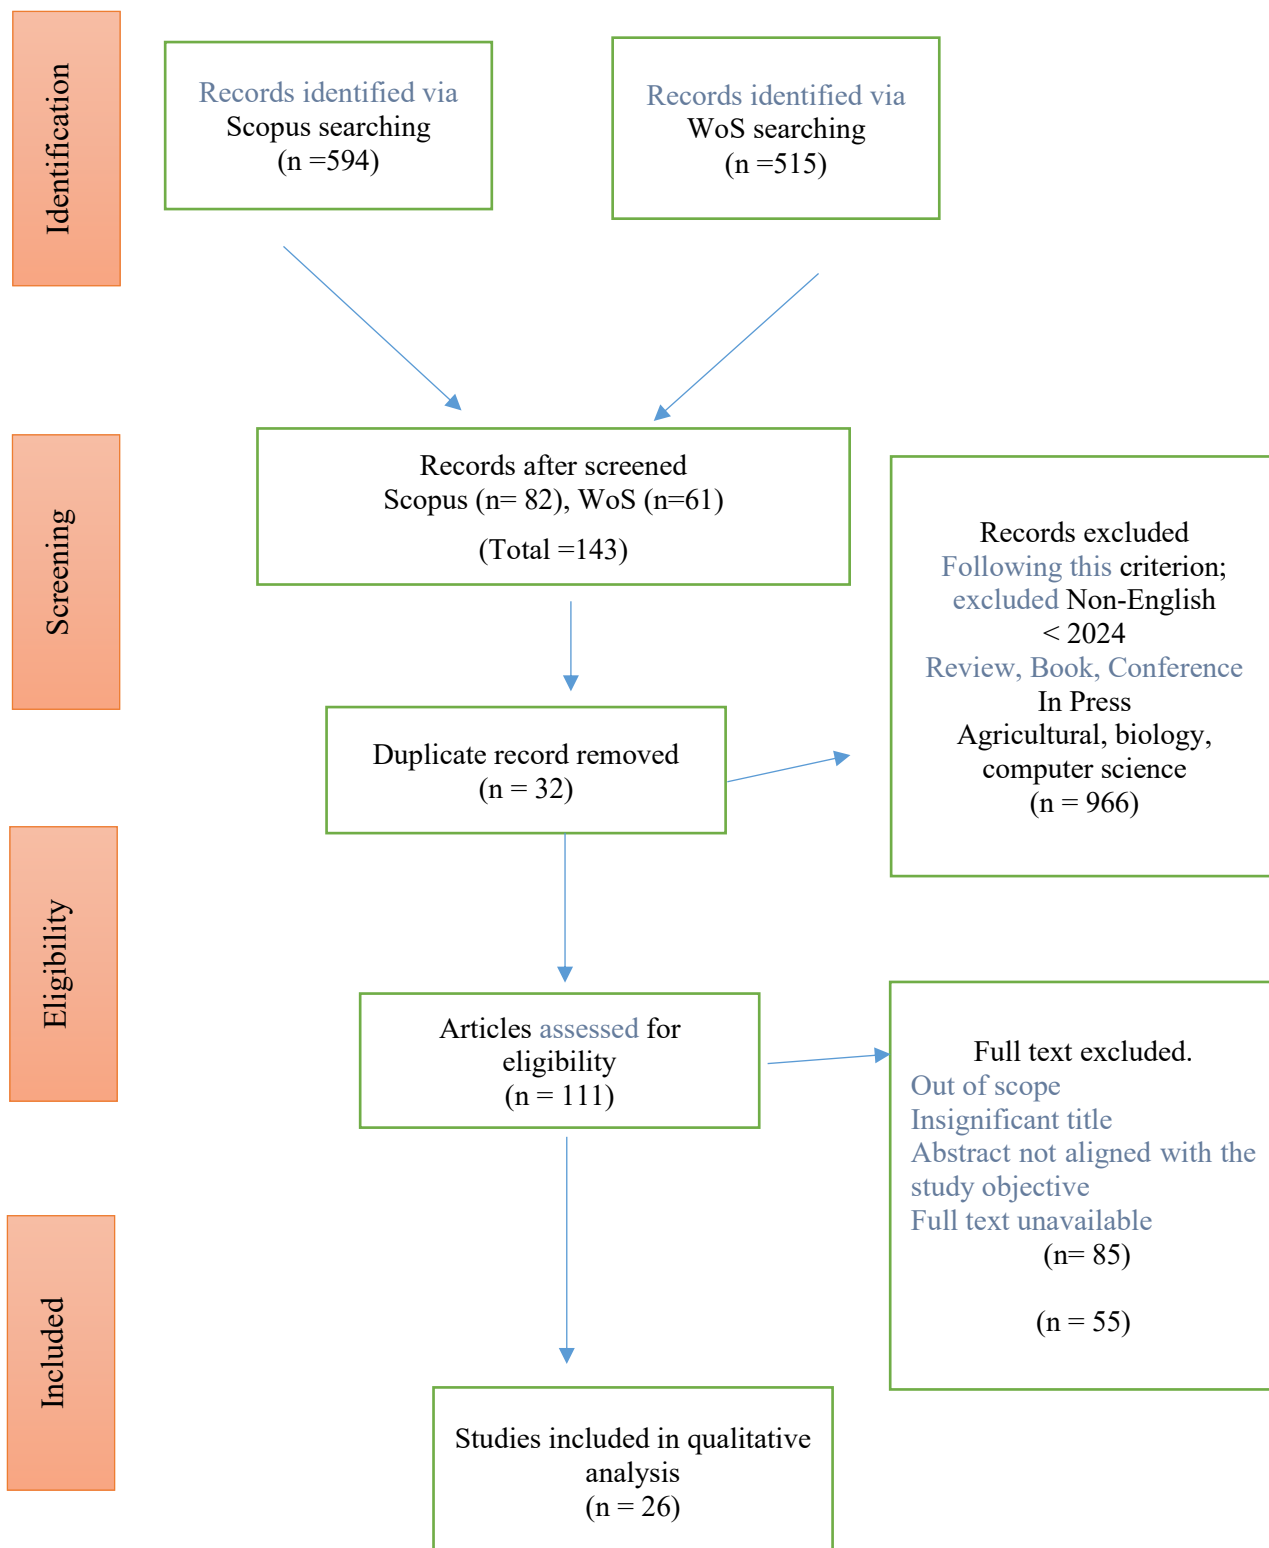 Identification
Records identified via
Scopus searching
(n =594)
Records identified via
WoS searching
(n =515)
Screening
Records after screened
Scopus (n= 82), WoS (n=61)
(Total =143)
Records excluded
Following this criterion;
excluded Non-English
< 2024
Review, Book, Conference
In Press
Agricultural, biology,
computer science
(n = 966)
Duplicate record removed
(n = 32)
Eligibility
Articles assessed for
eligibility
(n = 111)
Full text excluded.
Out of scope
Insignificant title
Abstract not aligned with the
study objective
Full text unavailable
(n= 85)
(n = 55)
Included
Studies included in qualitative
analysis
(n = 26)